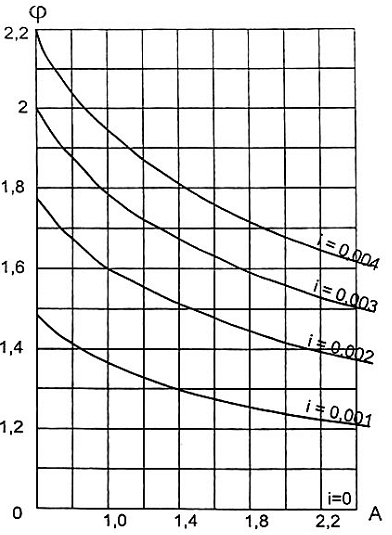 φ
2,2
2
1,8
i = 0,004
1,6
i = 0,003
i = 0,002
1,4
i = 0,001
1,2
i=0
0
1,0 1,4 1,8 2,2 A